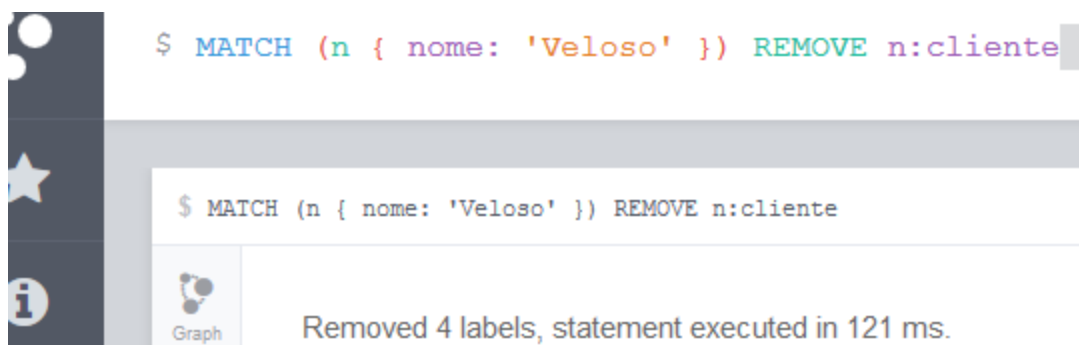 $ MATCH (n { nome: 'Veloso' }) REMOVE n:cliente
$ MATCH (n { nome: 'Veloso' }) REMOVE n:cliente
Graph
Removed 4 labels, statement executed in 121 ms.